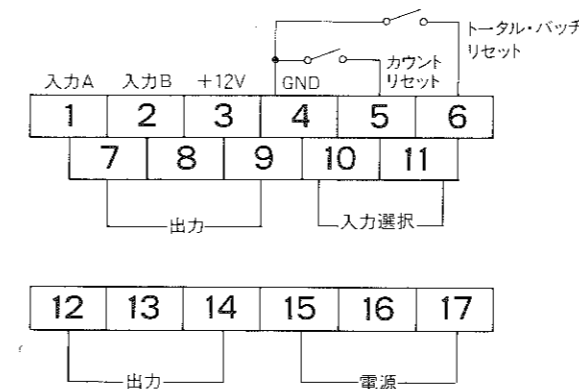 トータル・バッチ
リセット
カウント
リセット
入力A 入力B +12V GND
1 2 3 4 5 6
7 8 9 10 11
出力 入力選択
12 13 14 15 16 17
出力 電源